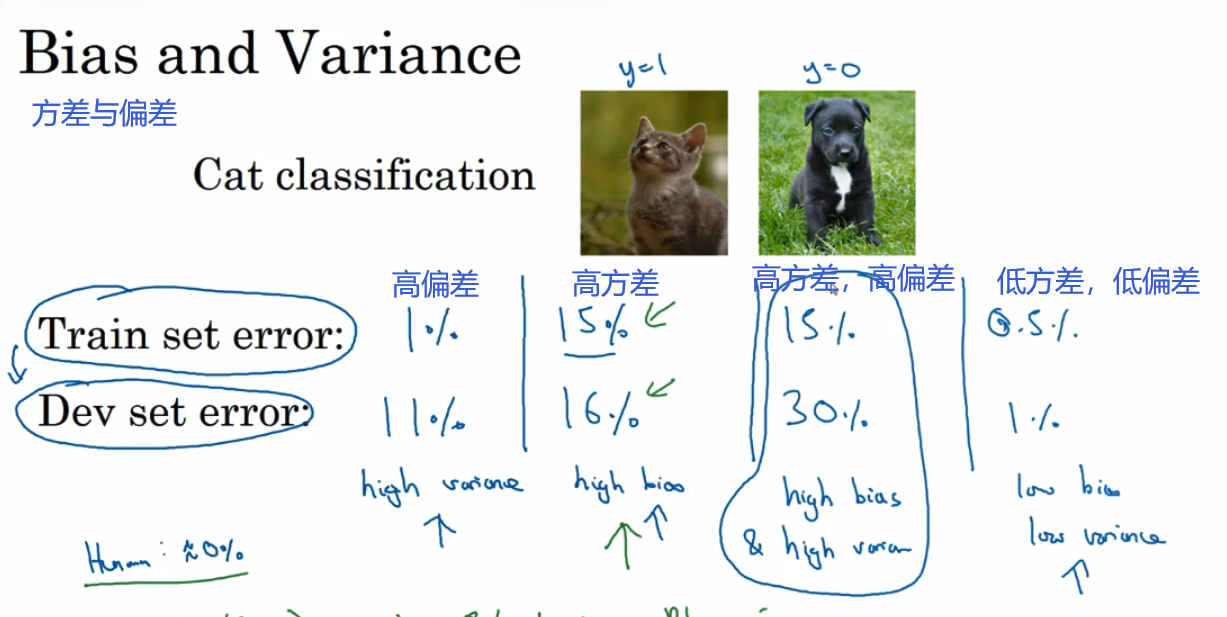 Bias and Variance
方差与偏差
y=1 y=0
Cat classification
高偏差 高方差 高方差，高偏差 低方差，低偏差
Train set error: 1% 15% 15% 0.5%
Dev set error: 11% 16% 30% 1%
high variance high bias high bias low bias
& high low variance
Human: ≈0%